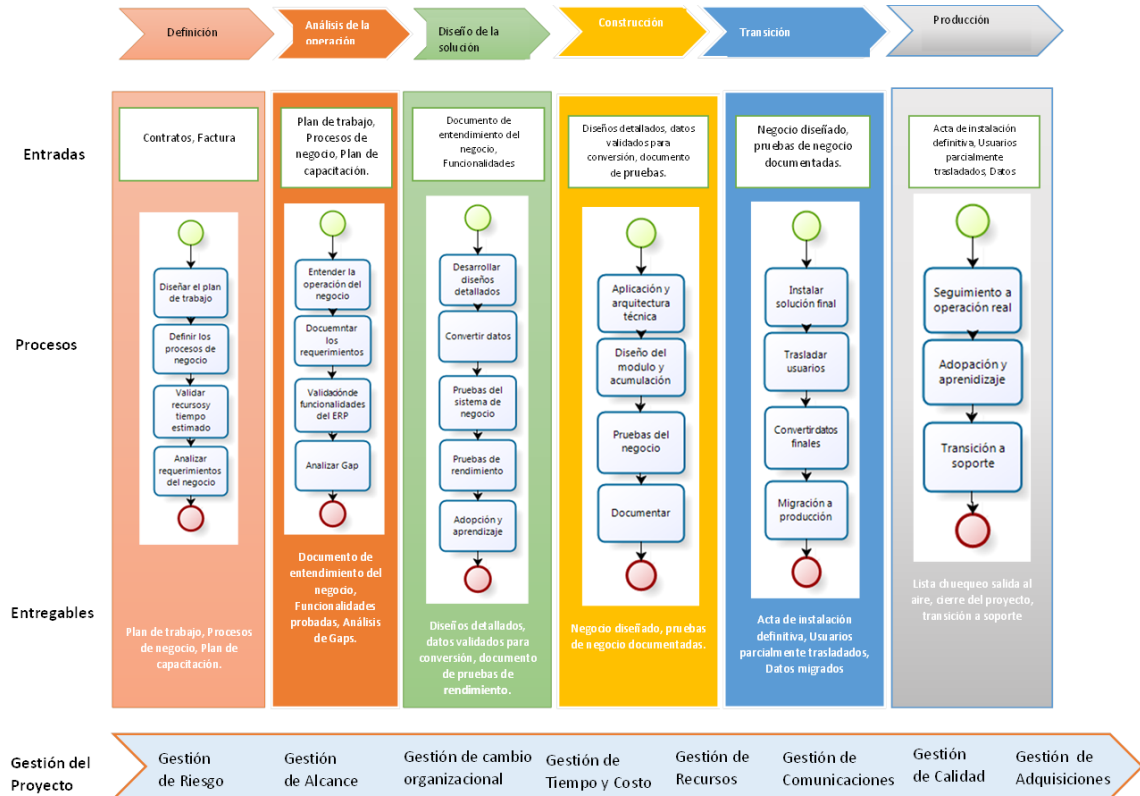 Definición
Análisis de la
operación
Diseño de la
solución
Construcción
Transición
Producción
Entradas
Contratos, Factura
Plan de trabajo,
Procesos de
negocio, Plan de
capacitación.
Documento de
entendimiento del
negocio,
Funcionalidades
Diseños detallados, datos
validados para
conversión, documento
de pruebas.
Negocio diseñado,
pruebas de negocio
documentadas.
Acta de instalación
definitiva, Usuarios
parcialmente
trasladados, Datos
Procesos
Diseñar el plan
de trabajo
Definir los
procesos de
negocio
Validar
recursosy
tiempo
estimado
Analizar
requerimientos
del negocio
Entender la
operación del
negocio
Docuemntar
los
requerimientos
Validaciónde
funcionalidades
del ERP
Analizar Gap
Desarrollar
diseños
detallados
Convertir datos
Pruebas del
sistema de
negocio
Pruebas de
rendimiento
Adopción y
aprendizaje
Aplicación y
arquitectura
técnica
Diseño del
modulo y
acumulación
Pruebas del
negocio
Documentar
Instalar
solución final
Trasladar
usuarios
Convertirdatos
finales
Migración a
producción
Seguimiento a
operación real
Adopación y
aprendizaje
Transición a
soporte
Entregables
Plan de trabajo, Procesos
de negocio, Plan de
capacitación.
Documento de
entendimiento del
negocio,
Funcionalidades
probadas, Análisis
de Gaps.
Diseños detallados,
datos validados para
conversión, documento
de pruebas de
rendimiento.
Negocio diseñado, pruebas
de negocio documentadas.
Acta de instalación
definitiva, Usuarios
parcialmente trasladados,
Datos migrados
Lista chuequeo salida al
aire, cierre del proyecto,
transición a soporte
Gestión del
Proyecto
Gestión
de Riesgo
Gestión
de Alcance
Gestión de cambio
organizacional
Gestión de
Tiempo y Costo
Gestión de
Recursos
Gestión de
Comunicaciones
Gestión
de Calidad
Gestión de
Adquisiciones